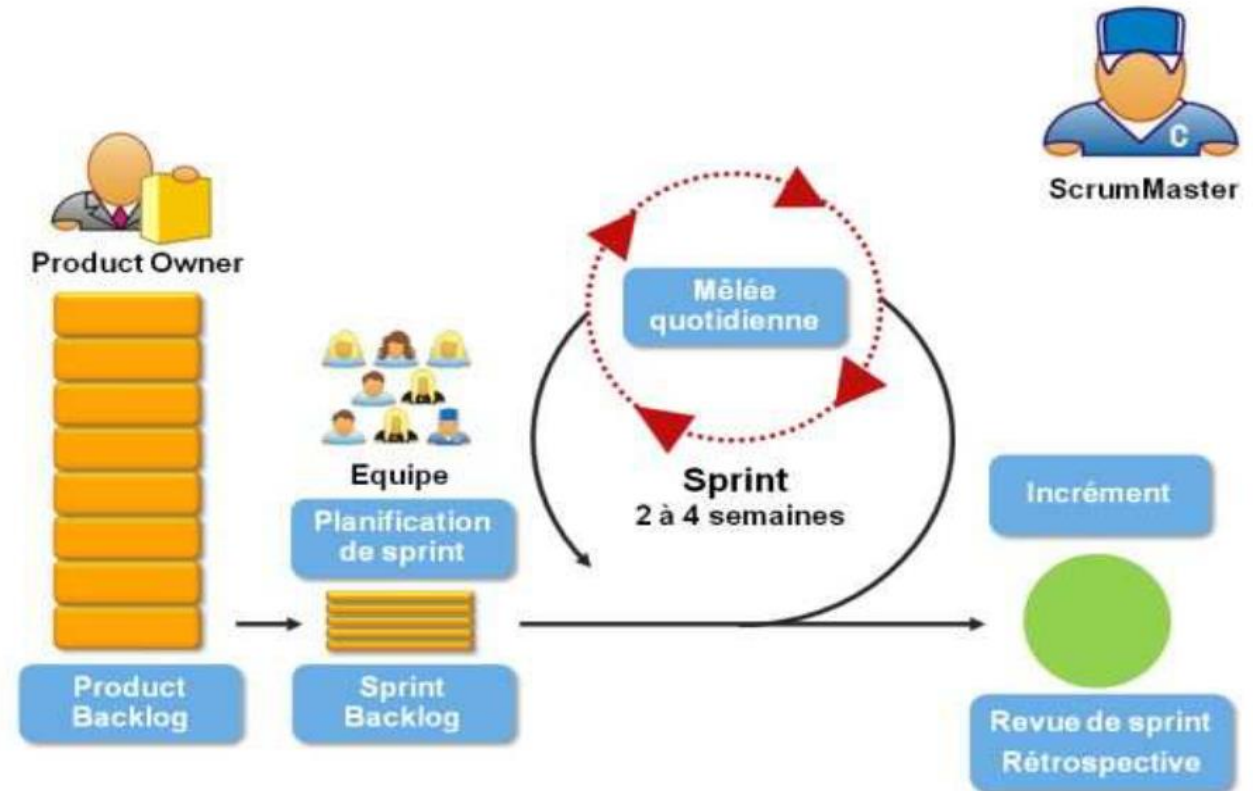 C
ScrumMaster
Product Owner
Mêlée
quotidienne
Equipe
Sprint
2 à 4 semaines
Planification
de sprint
Incrément
Product
Backlog
Sprint
Backlog
Revue de sprint
Rétrospective